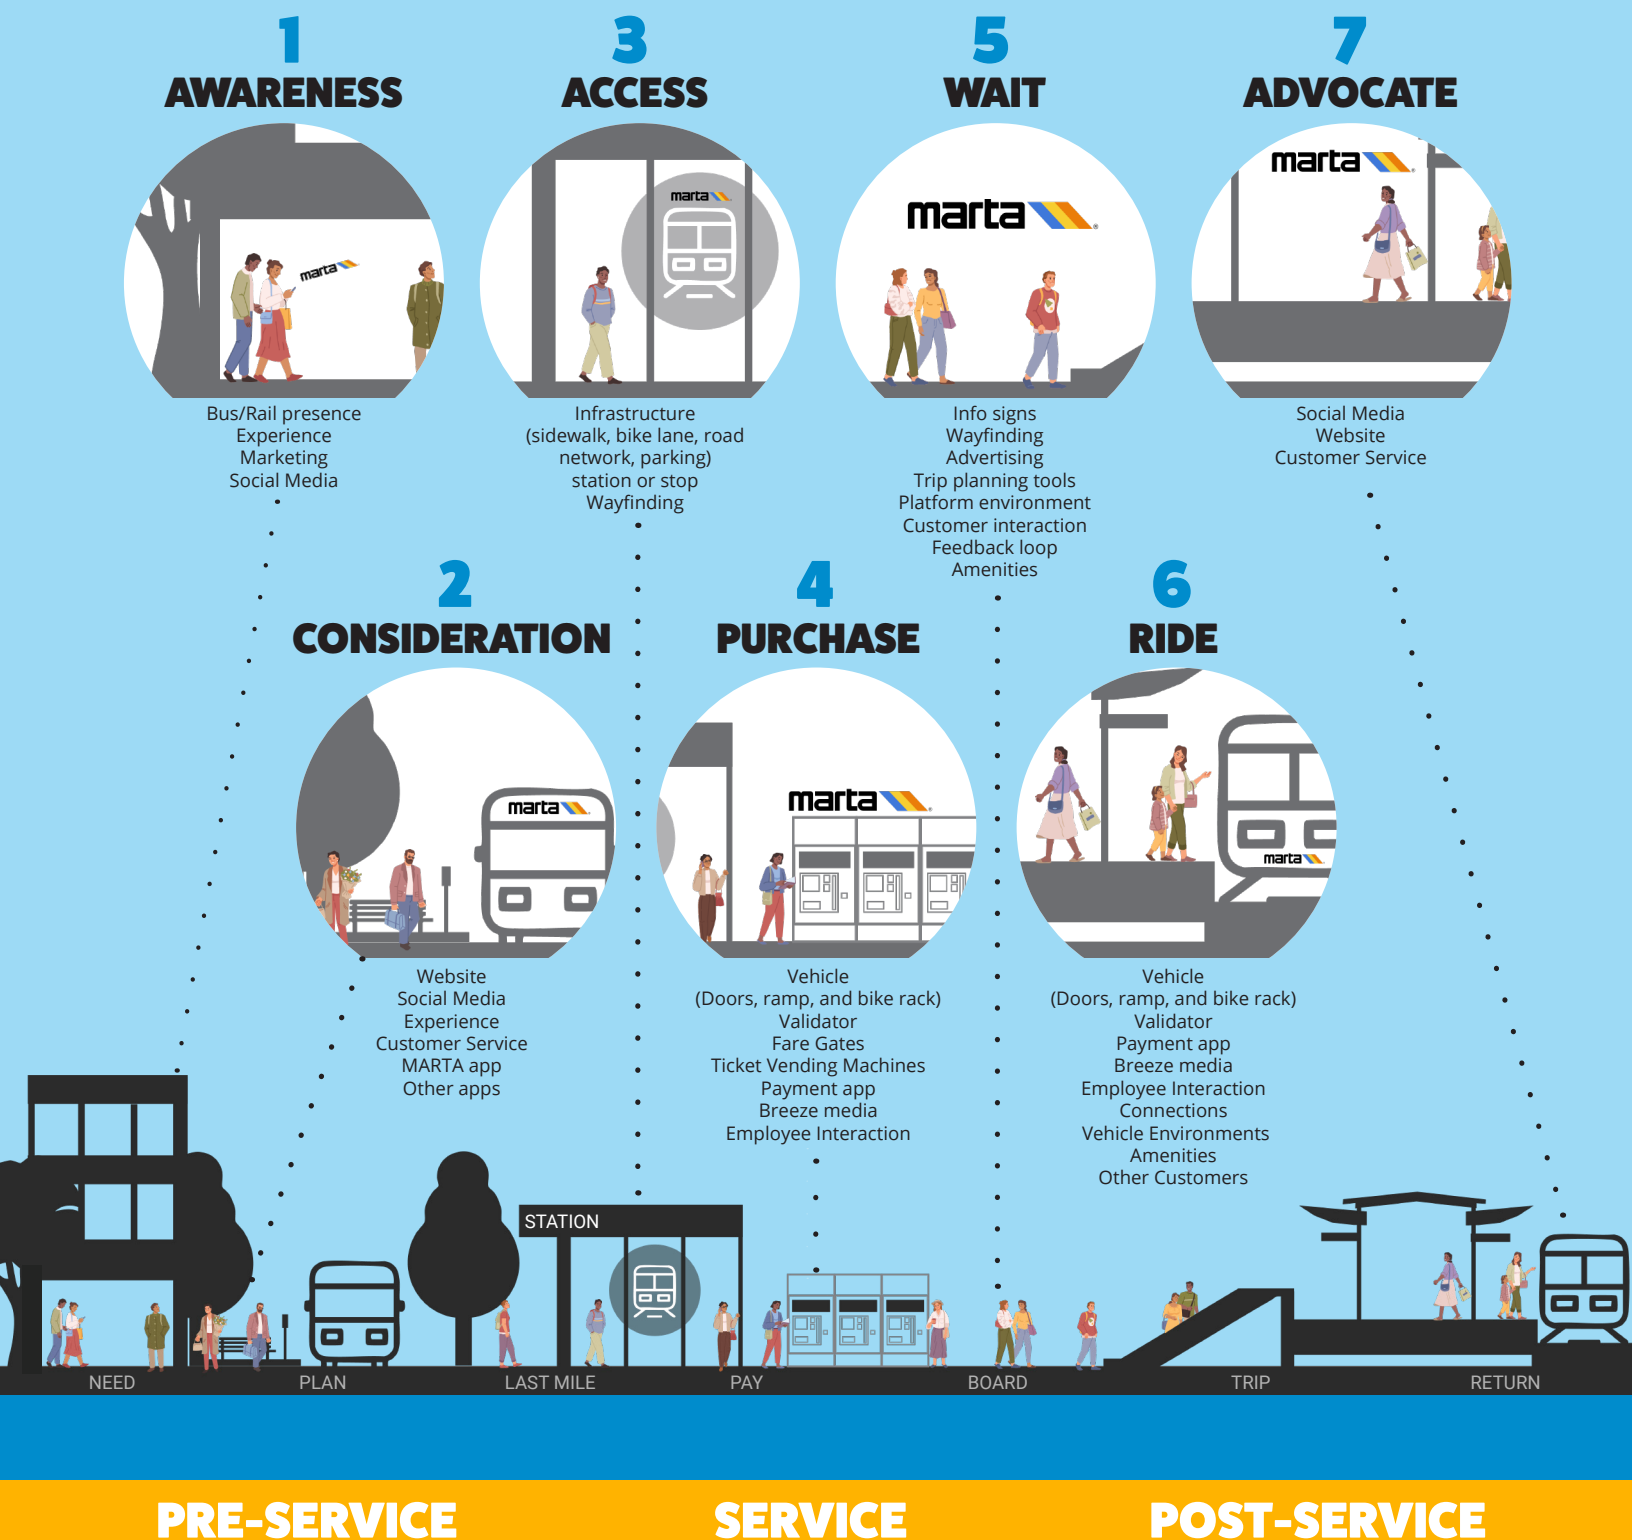 1
AWARENESS
marta
Bus/Rail presence
Experience
Marketing
Social Media
2
CONSIDERATION
marta
Website
Social Media
Experience
Customer Service
MARTA app
Other apps
3
ACCESS
marta
Infrastructure
(sidewalk, bike lane, road
network, parking)
station or stop
Wayfinding
4
PURCHASE
marta
Vehicle
(Doors, ramp, and bike rack)
Validator
Fare Gates
Ticket Vending Machines
Payment app
Breeze media
Employee Interaction
5
WAIT
marta
Info signs
Wayfinding
Advertising
Trip planning tools
Platform environment
Customer interaction
Feedback loop
Amenities
6
RIDE
marta
Vehicle
(Doors, ramp, and bike rack)
Validator
Payment app
Breeze media
Employee Interaction
Connections
Vehicle Environments
Amenities
Other Customers
7
ADVOCATE
marta
Social Media
Website
Customer Service
STATION
NEED
PLAN
LAST MILE
PAY
BOARD
TRIP
RETURN
PRE-SERVICE
SERVICE
POST-SERVICE